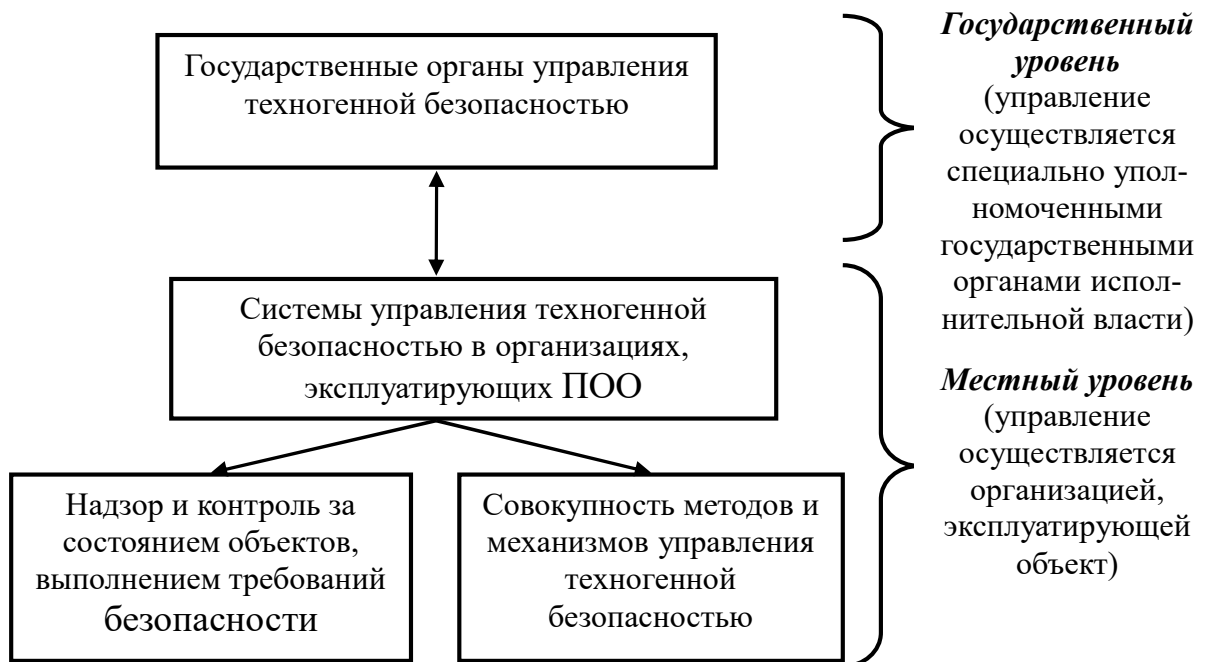 Государственные органы управления
техногенной безопасностью
Государственный
уровень
(управление
осуществляется
специально упол-
номоченными
государственными
органами испол-
нительной власти)
Системы управления техногенной
безопасностью в организациях,
эксплуатирующих ПОО
Местный уровень
(управление
осуществляется
организацией,
эксплуатирующей
объект)
Надзор и контроль за
состоянием объектов,
выполнением требований
безопасности
Совокупность методов и
механизмов управления
техногенной
безопасностью